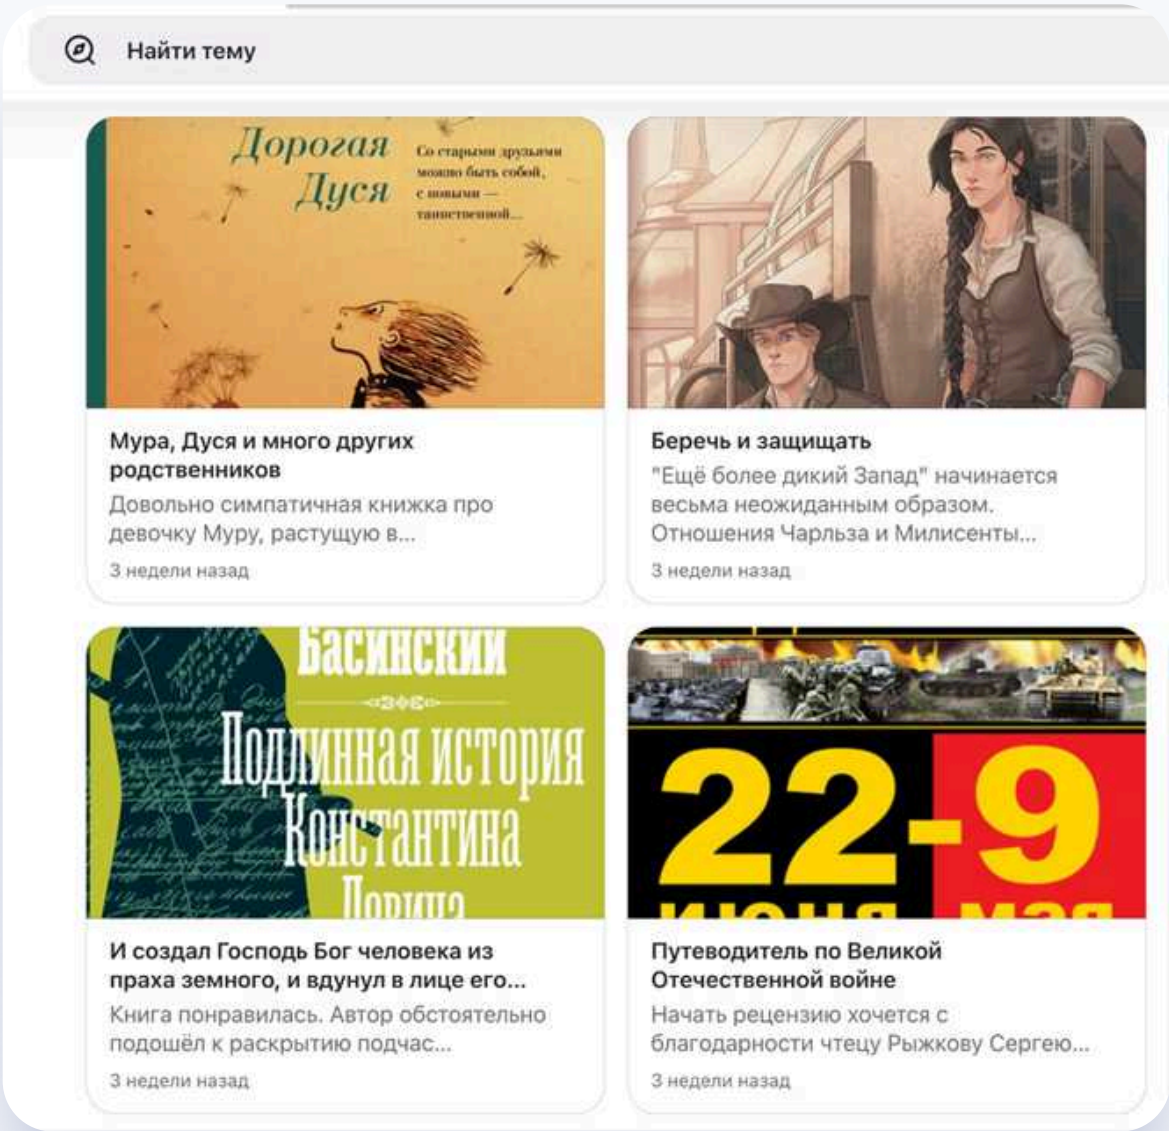 Найти тему
Дорогая
Дуся
Со старыми друзьями
можно быть собой,
с новыми —
таинственной...
Мура, Дуся и много других
родственников
Довольно симпатичная книжка про
девочку Муру, растущую в...
3 недели назад
Беречь и защищать
"Ещё более дикий Запад" начинается
весьма неожиданным образом.
Отношения Чарльза и Милисенты...
3 недели назад
Басинский
Подлинная история
Константина
Левина
И создал Господь Бог человека из
праха земного, и вдунул в лице его...
Книга понравилась. Автор обстоятельно
подошёл к раскрытию подчас...
3 недели назад
22-9
июня мая
Путеводитель по Великой
Отечественной войне
Начать рецензию хочется с
благодарности чтецу Рыжкову Сергею...
3 недели назад